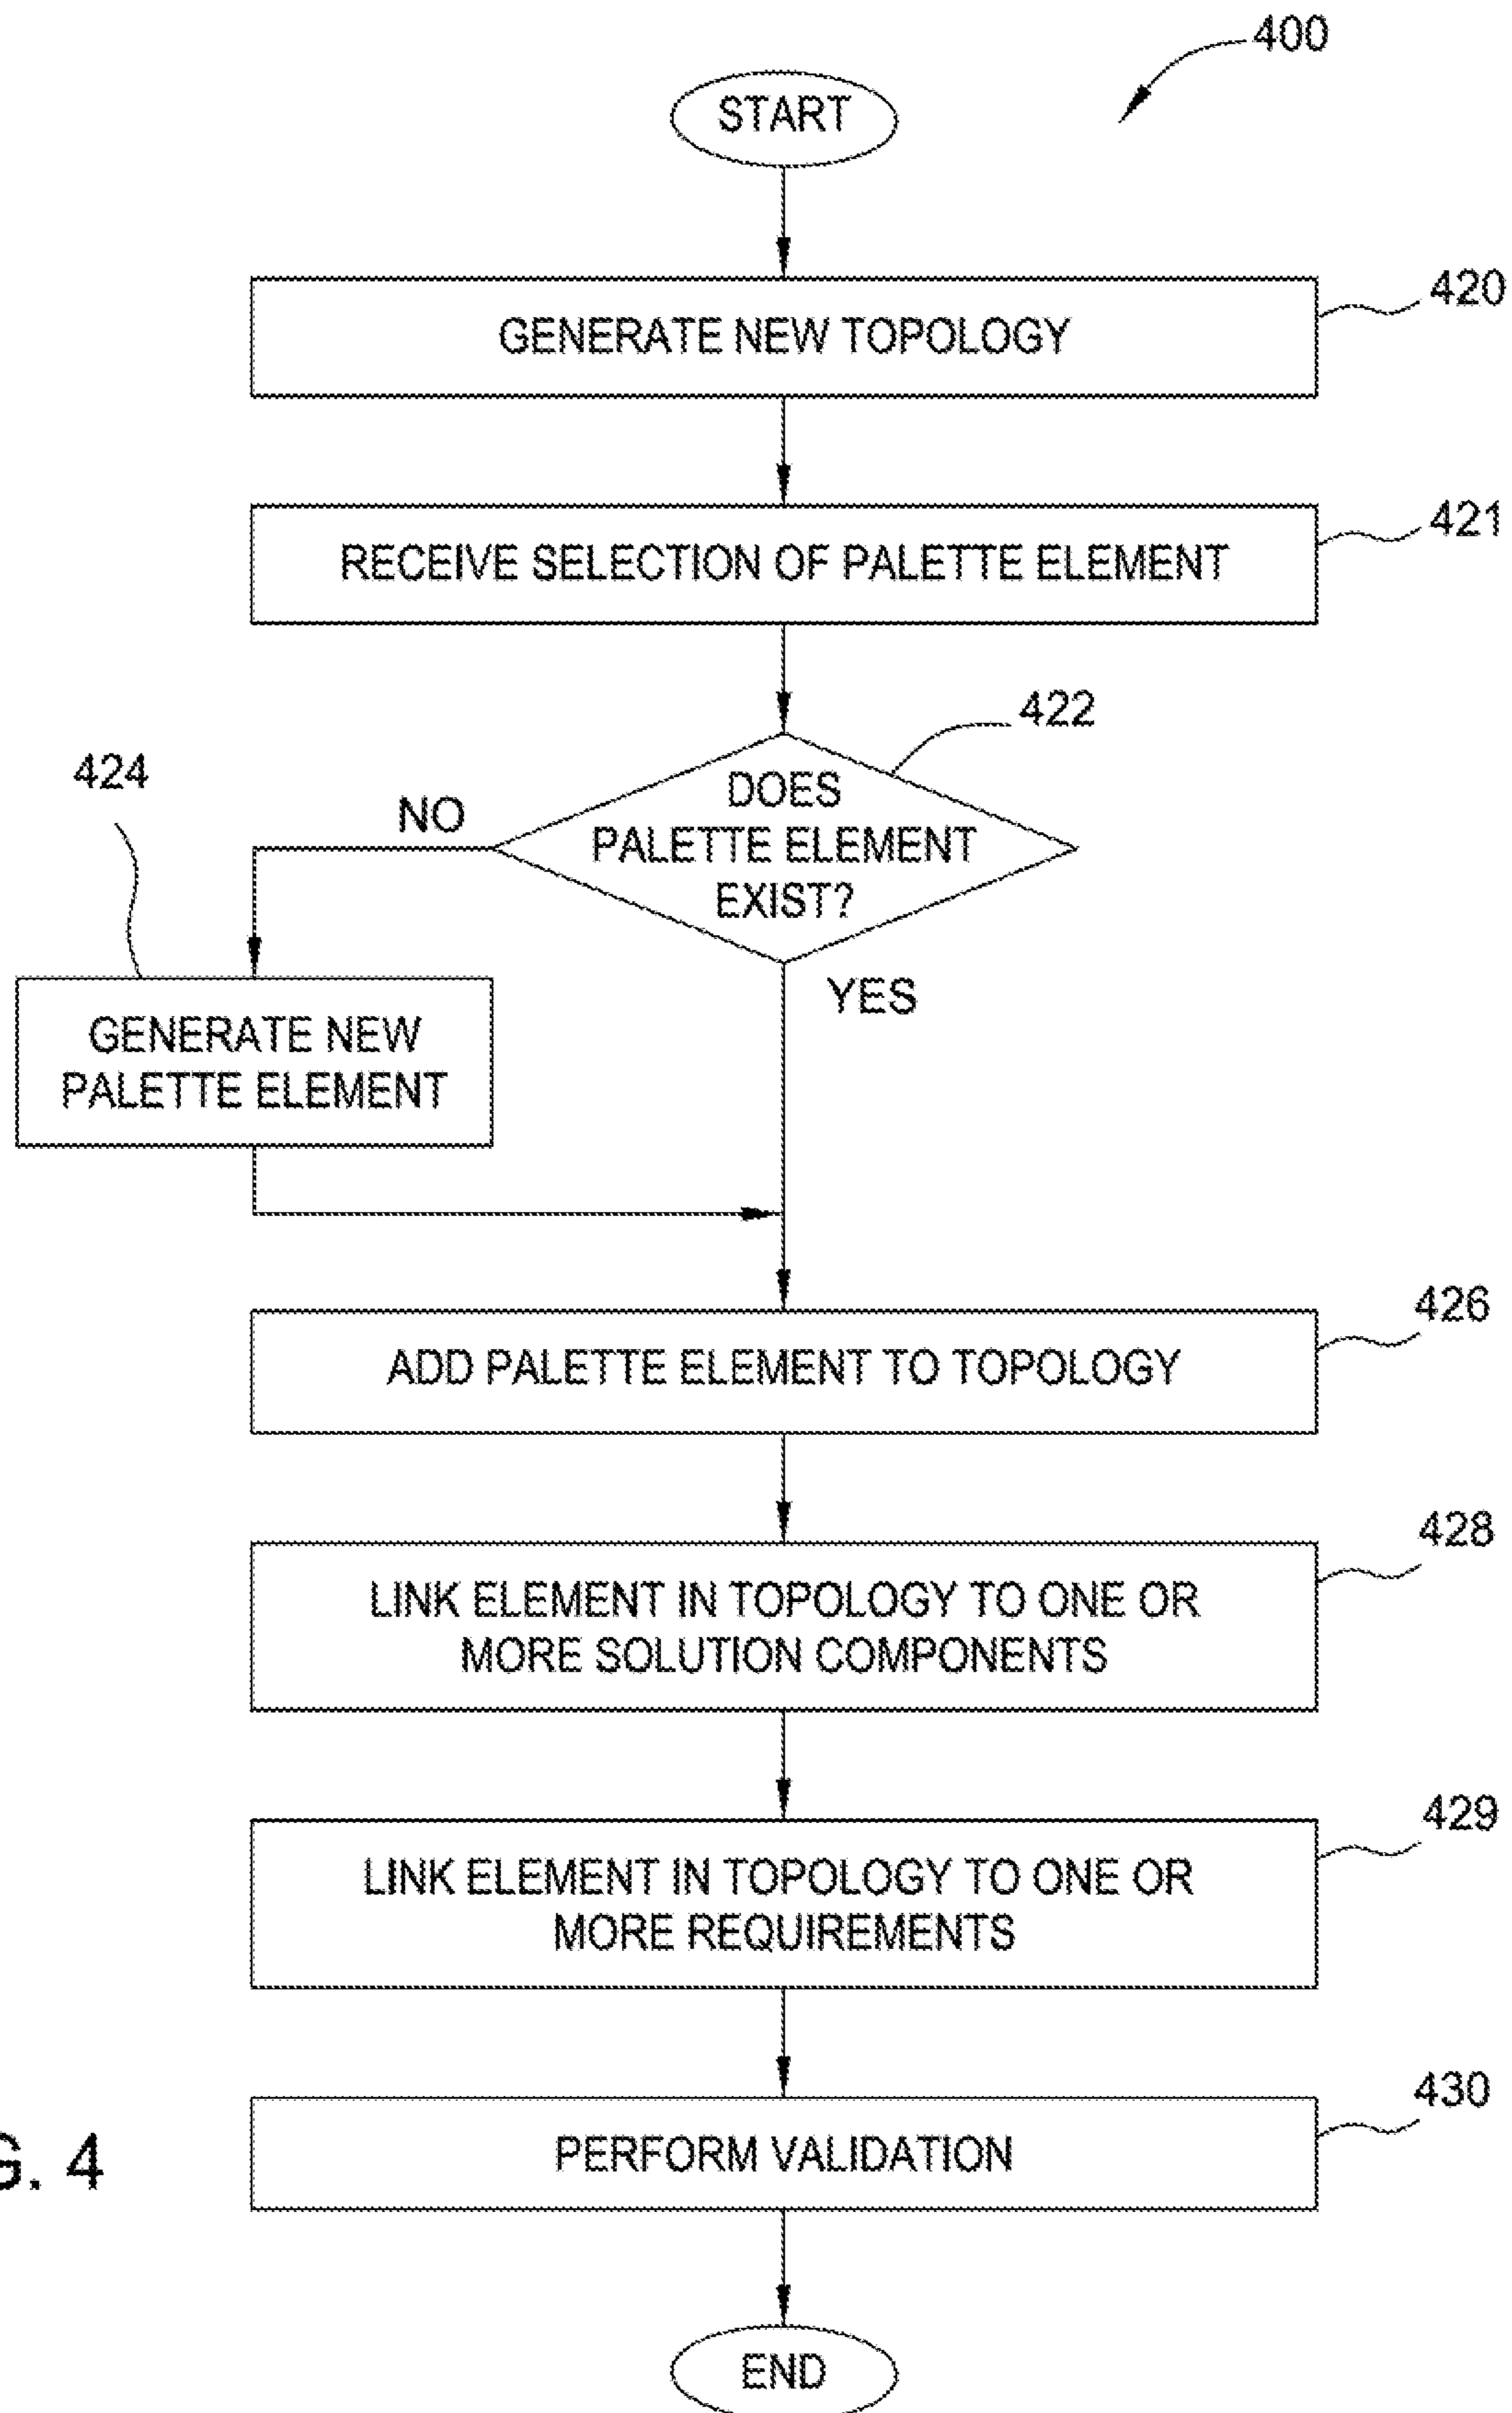 400
START
420
GENERATE NEW TOPOLOGY
421
RECEIVE SELECTION OF PALETTE ELEMENT
422
DOES
PALETTE ELEMENT
EXIST?
NO
YES
424
GENERATE NEW
PALETTE ELEMENT
426
ADD PALETTE ELEMENT TO TOPOLOGY
428
LINK ELEMENT IN TOPOLOGY TO ONE OR
MORE SOLUTION COMPONENTS
429
LINK ELEMENT IN TOPOLOGY TO ONE OR
MORE REQUIREMENTS
430
PERFORM VALIDATION
G. 4
END